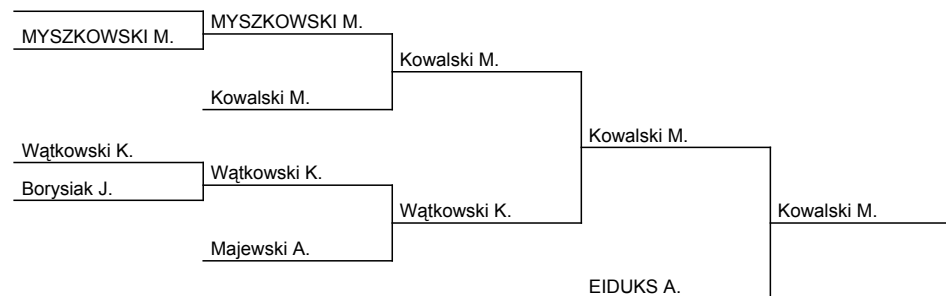 MYSZKOWSKI M.
MYSZKOWSKI M.
Kowalski M.
Kowalski M.
Wątkowski K.
Kowalski M.
Borysiak J.
Wątkowski K.
Wątkowski K.
Kowalski M.
Majewski A.
EIDUKS A.